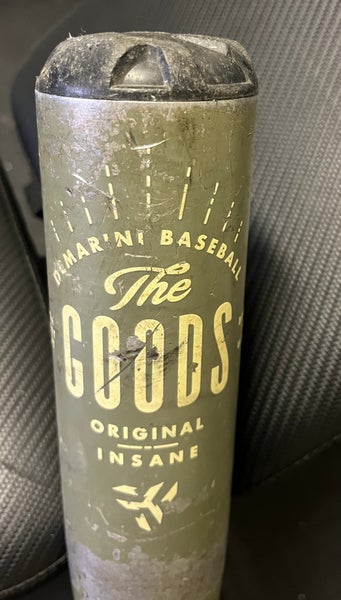 DEMARINI BASEBALL
The
GOODS
ORIGINAL
INSANE